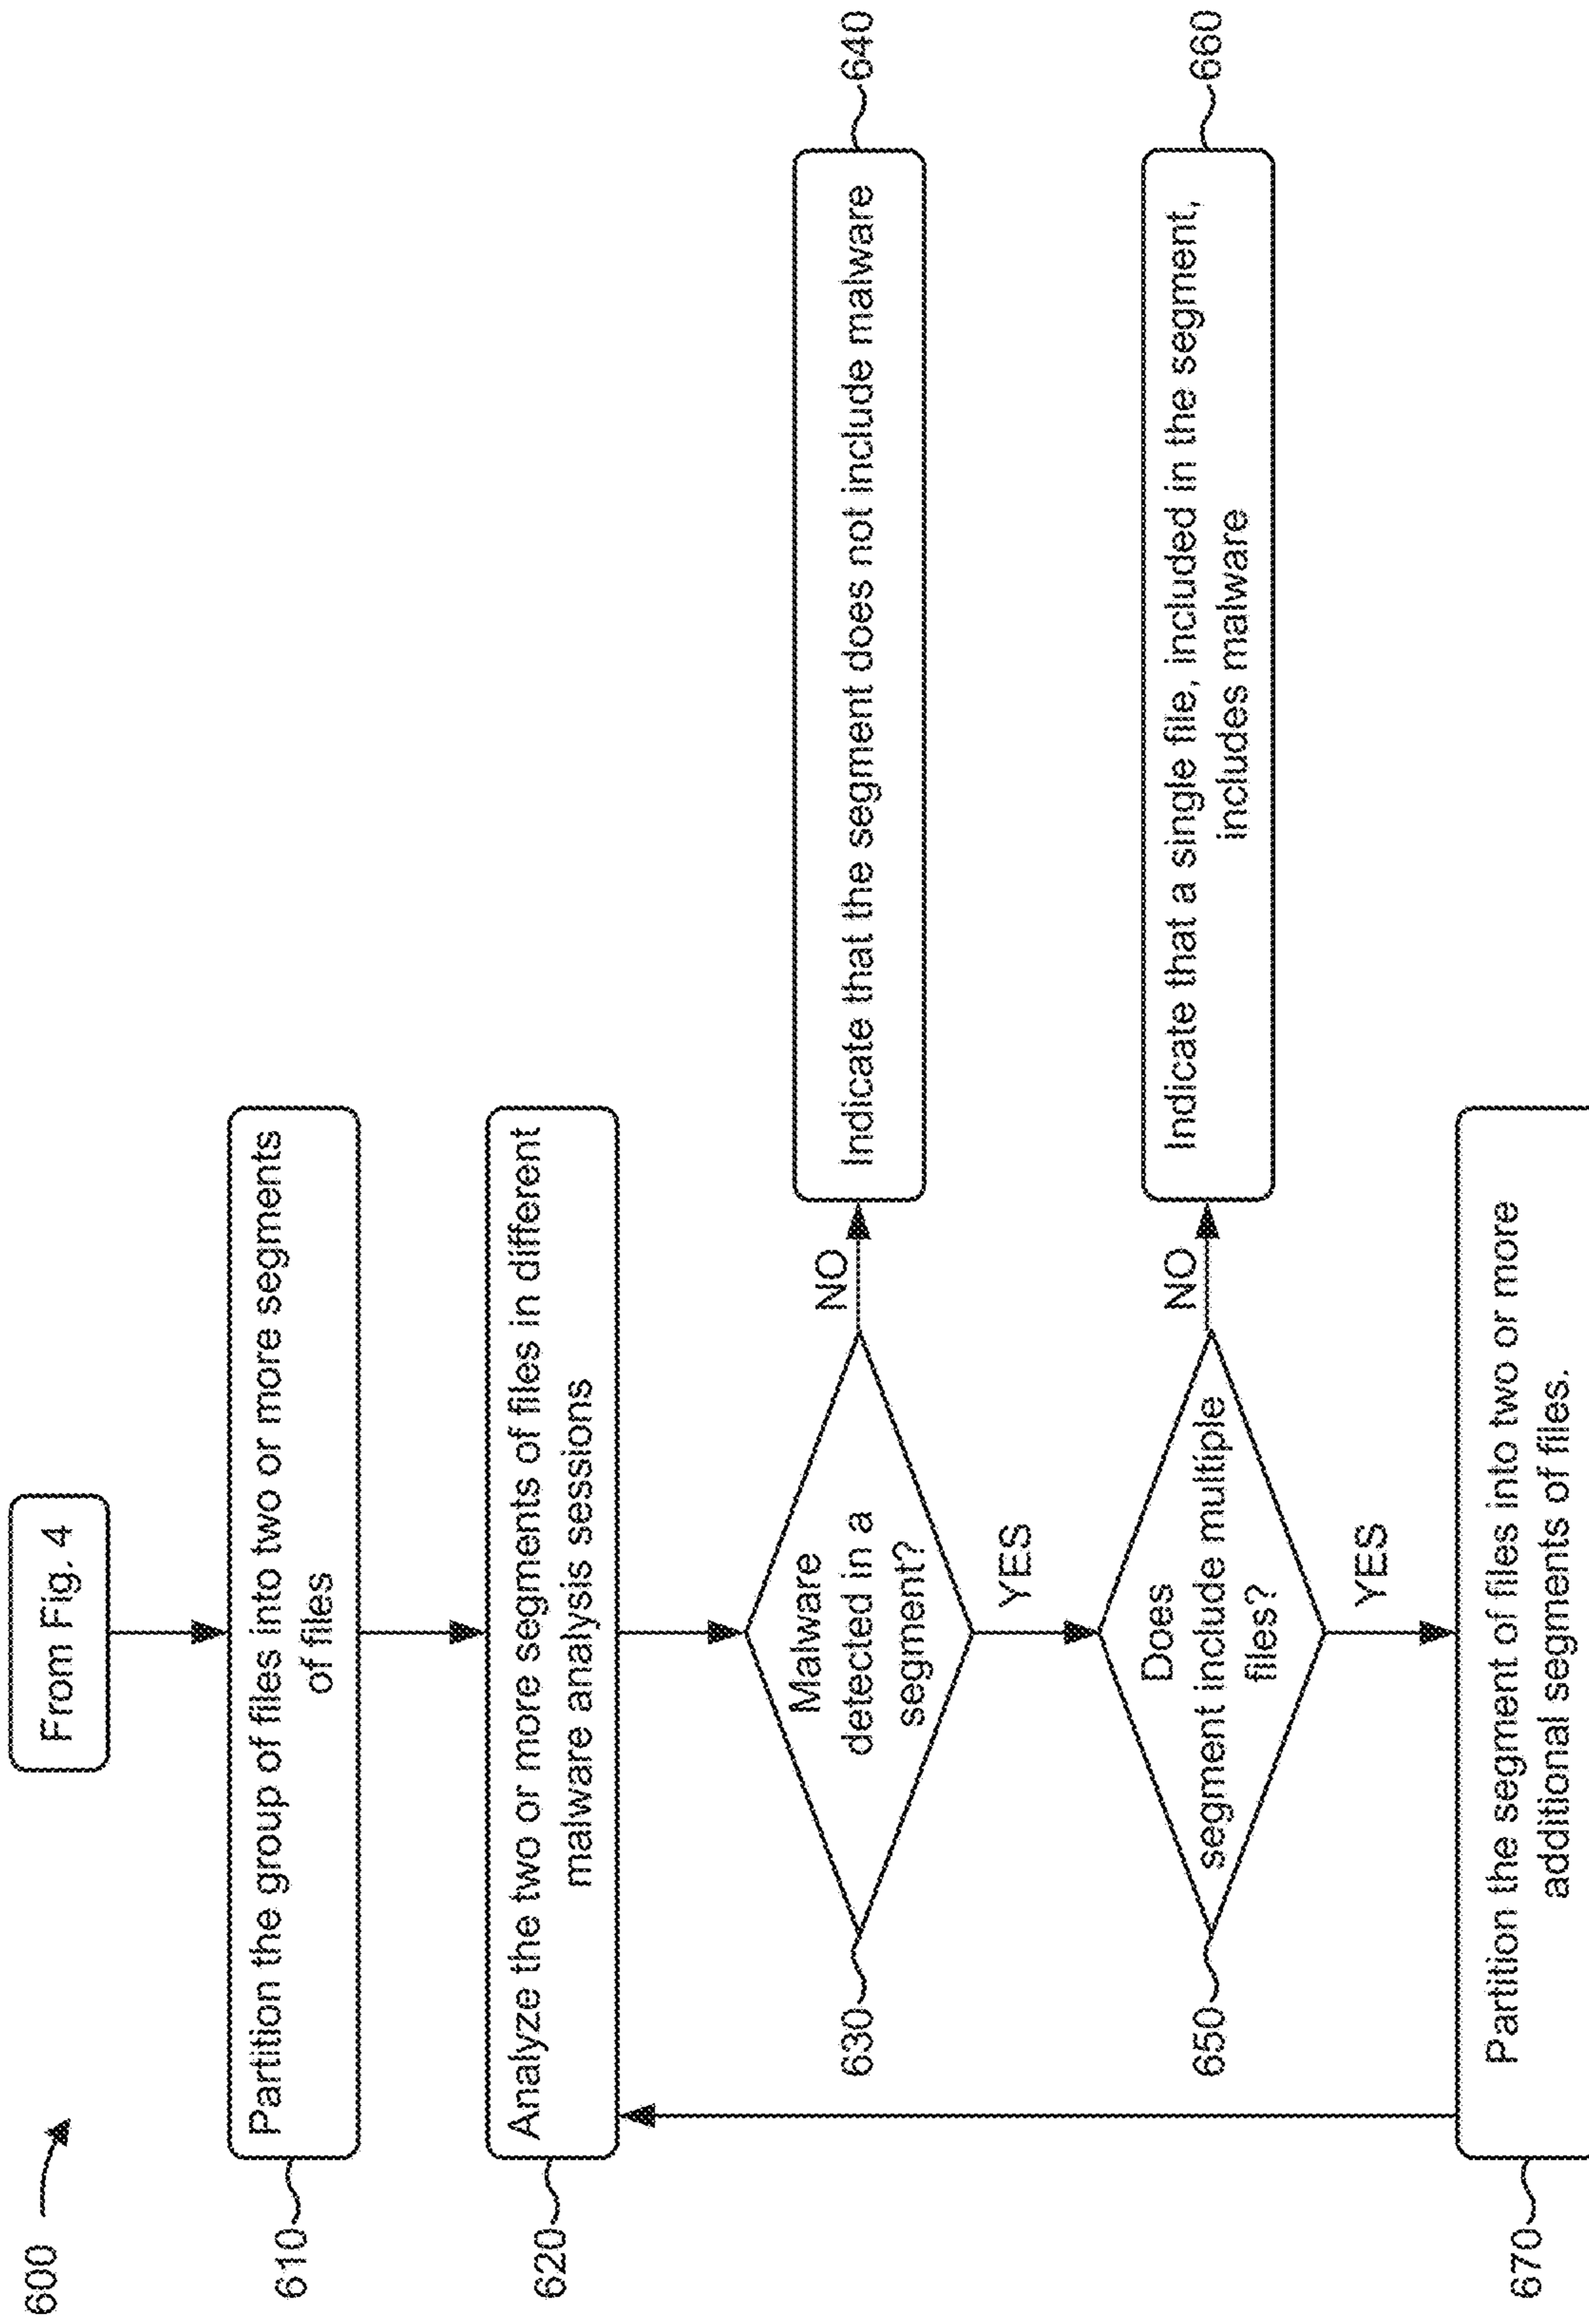 600
From Fig. 4
610
Partition the group of files into two or more segments
of files
620
Analyze the two or more segments of files in different
malware analysis sessions
630
Malware
detected in a
segment?
NO
Indicate that the segment does not include malware
640
YES
650
Does
segment include multiple
files?
NO
Indicate that a single file, included in the segment,
includes malware
660
YES
670
Partition the segment of files into two or more
additional segments of files.